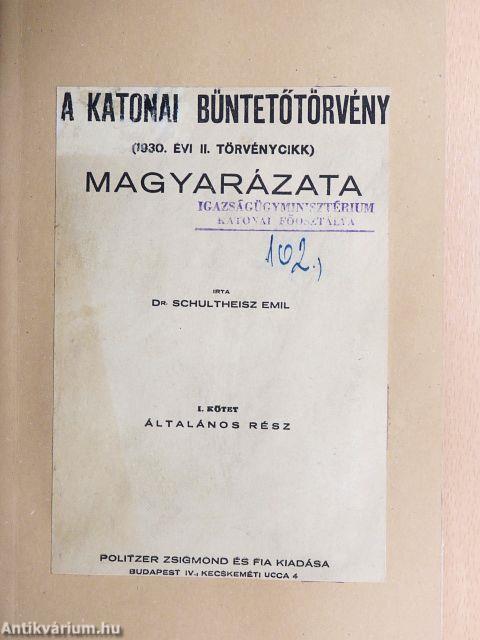 A KATONAI BÜNTETŐTÖRVÉNY
(1930. ÉVI II. TÖRVÉNYCIKK)
MAGYARÁZATA
IGAZSÁGÜGYMINISZTÉRIUM
KATONAI FŐOSZTÁLYA
102.)
IRTA
DR. SCHULTHEISZ EMIL
I. KÖTET
ÁLTALÁNOS RÉSZ
POLITZER ZSIGMOND ÉS FIA KIADÁSA
BUDAPEST IV., KECSKEMÉTI UCCA 4
Antikvárium.hu